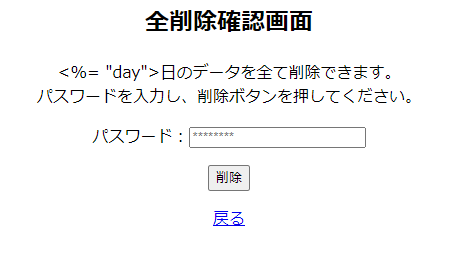 全削除確認画面
<%= "day">日のデータを全て削除できます。
パスワードを入力し、削除ボタンを押してください。
パスワード：********
削除
戻る